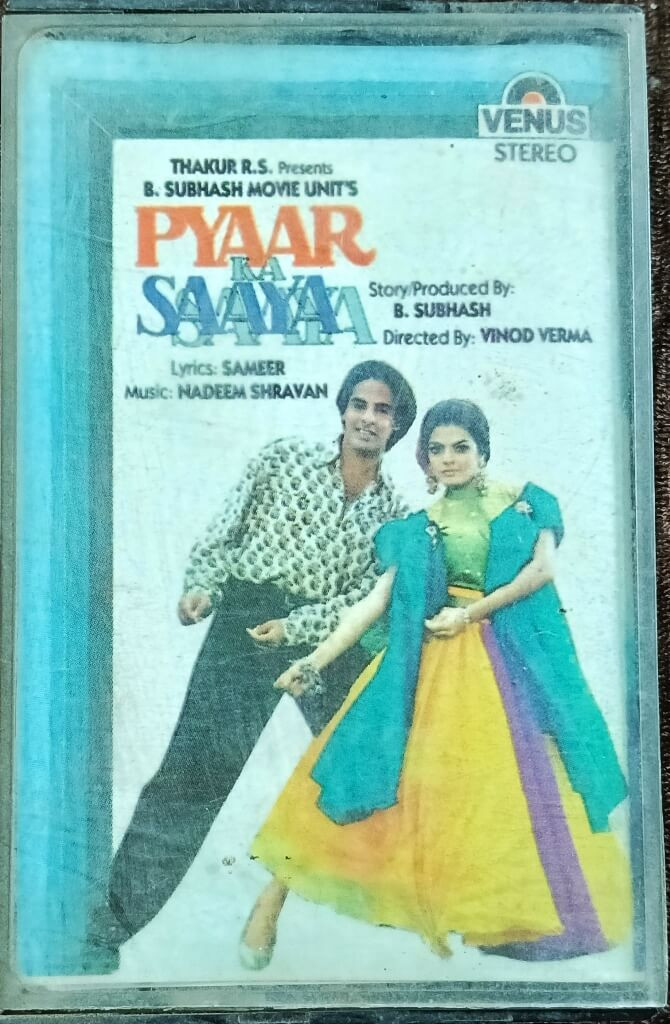 VENUS
STEREO
THAKUR R.S. Presents
B. SUBHASH MOVIE UNIT'S
PYAAR
KA
SAAYA
Story/Produced By:
B. SUBHASH
Directed By: VINOD VERMA
Lyrics: SAMEER
Music: NADEEM SHRAVAN